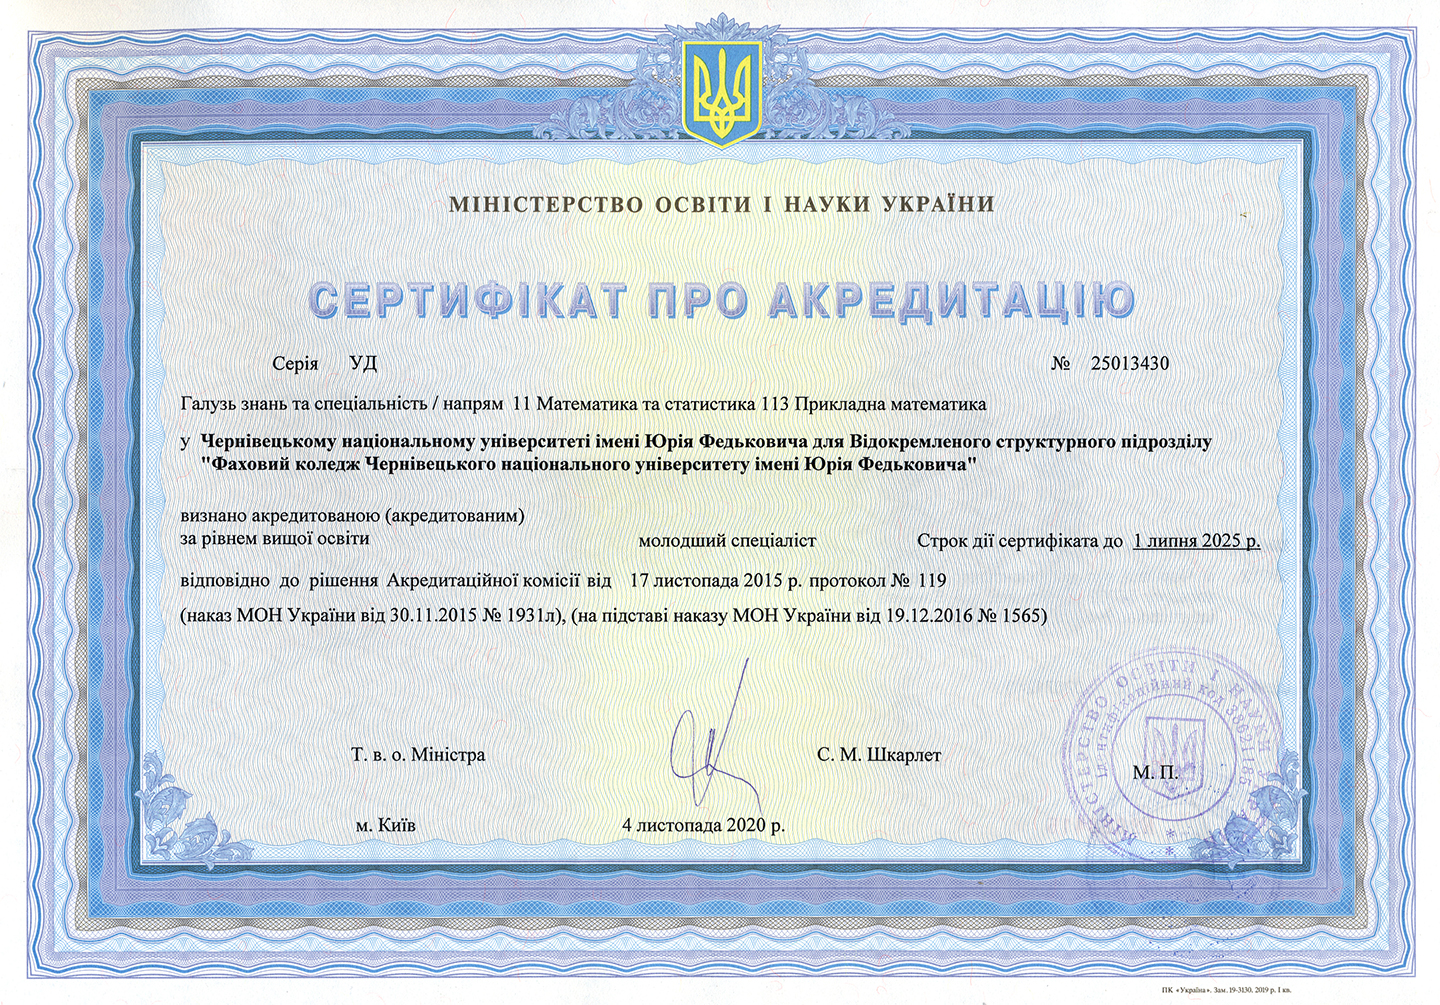 МІНІСТЕРСТВО ОСВІТИ І НАУКИ УКРАЇНИ
СЕРТИФІКАТ ПРО АКРЕДИТАЦІЮ
Серія УД № 25013430
Галузь знань та спеціальність / напрям 11 Математика та статистика 113 Прикладна математика
у Чернівецькому національному університеті імені Юрія Федьковича для Відокремленого структурного підрозділу
"Фаховий коледж Чернівецького національного університету імені Юрія Федьковича"
визнано акредитованою (акредитованим)
за рівнем вищої освіти молодший спеціаліст Строк дії сертифіката до 1 липня 2025 р.
відповідно до рішення Акредитаційної комісії від 17 листопада 2015 р. протокол № 119
(наказ МОН України від 30.11.2015 № 1931л), (на підставі наказу МОН України від 19.12.2016 № 1565)
Т. в. о. Міністра С. М. Шкарлет
М. П.
м. Київ 4 листопада 2020 р.
МІНІСТЕРСТВО ОСВІТИ І НАУКИ
Ідентифікаційний код 38621185
ПК «Україна». Зам. 19-3130. 2019 р. І кв.